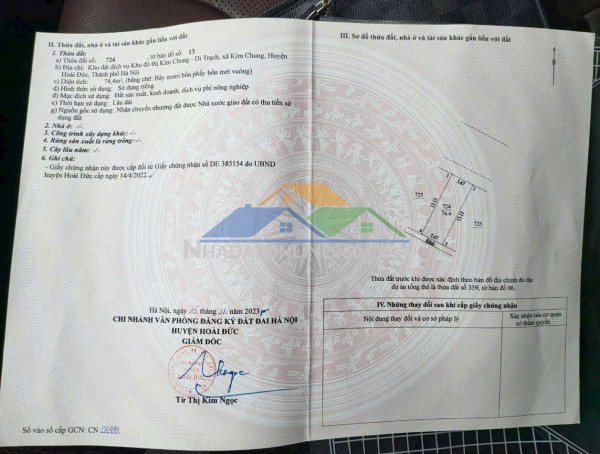 II. Thửa đất, nhà ở và tài sản khác gắn liền với đất
1. Thửa đất:
a) Thửa đất số: 724 , tờ bản đồ số: 13
b) Địa chỉ: Khu đất dịch vụ Khu đô thị Kim Chung - Di Trạch, xã Kim Chung, Huyện
Hoài Đức, Thành phố Hà Nội
c) Diện tích: 74,4m², (bằng chữ: Bảy mươi bốn phẩy bốn mét vuông)
d) Hình thức sử dụng: Sử dụng riêng
đ) Mục đích sử dụng: Đất sản xuất, kinh doanh, dịch vụ phi nông nghiệp
e) Thời hạn sử dụng: Lâu dài
g) Nguồn gốc sử dụng: Nhận chuyển nhượng đất được Nhà nước giao đất có thu tiền sử
dụng đất
2. Nhà ở: -/-
3. Công trình xây dựng khác: -/-
4. Rừng sản xuất là rừng trồng: -/-
5. Cây lâu năm: -/-
6. Ghi chú:
- Giấy chứng nhận này được cấp đổi từ Giấy chứng nhận số DE 385154 do UBND
huyện Hoài Đức cấp ngày 14/4/2022
Hà Nội, ngày tháng năm 2023
CHI NHÁNH VĂN PHÒNG ĐĂNG KÝ ĐẤT ĐAI HÀ NỘI
HUYỆN HOÀI ĐỨC
GIÁM ĐỐC
Từ Thị Kim Ngọc
Số vào sổ cấp GCN: CN
III. Sơ đồ thửa đất, nhà ở và tài sản khác gắn liền với đất
723
724
74.4
725
Thửa đất trước khi được xác định theo bản đồ địa chính đo đạc
dự án tổng thể là thửa đất số 339, tờ bản đồ 06.
IV. Những thay đổi sau khi cấp giấy chứng nhận
Nội dung thay đổi và cơ sở pháp lý
Xác nhận của cơ quan
có thẩm quyền